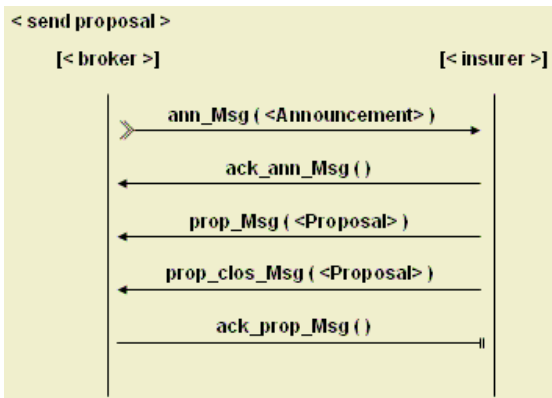 < send proposal >
[< broker >] [< insurer >]
ann_Msg ( <Announcement> )
ack_ann_Msg ( )
prop_Msg ( <Proposal> )
prop_clos_Msg ( <Proposal> )
ack_prop_Msg ( )